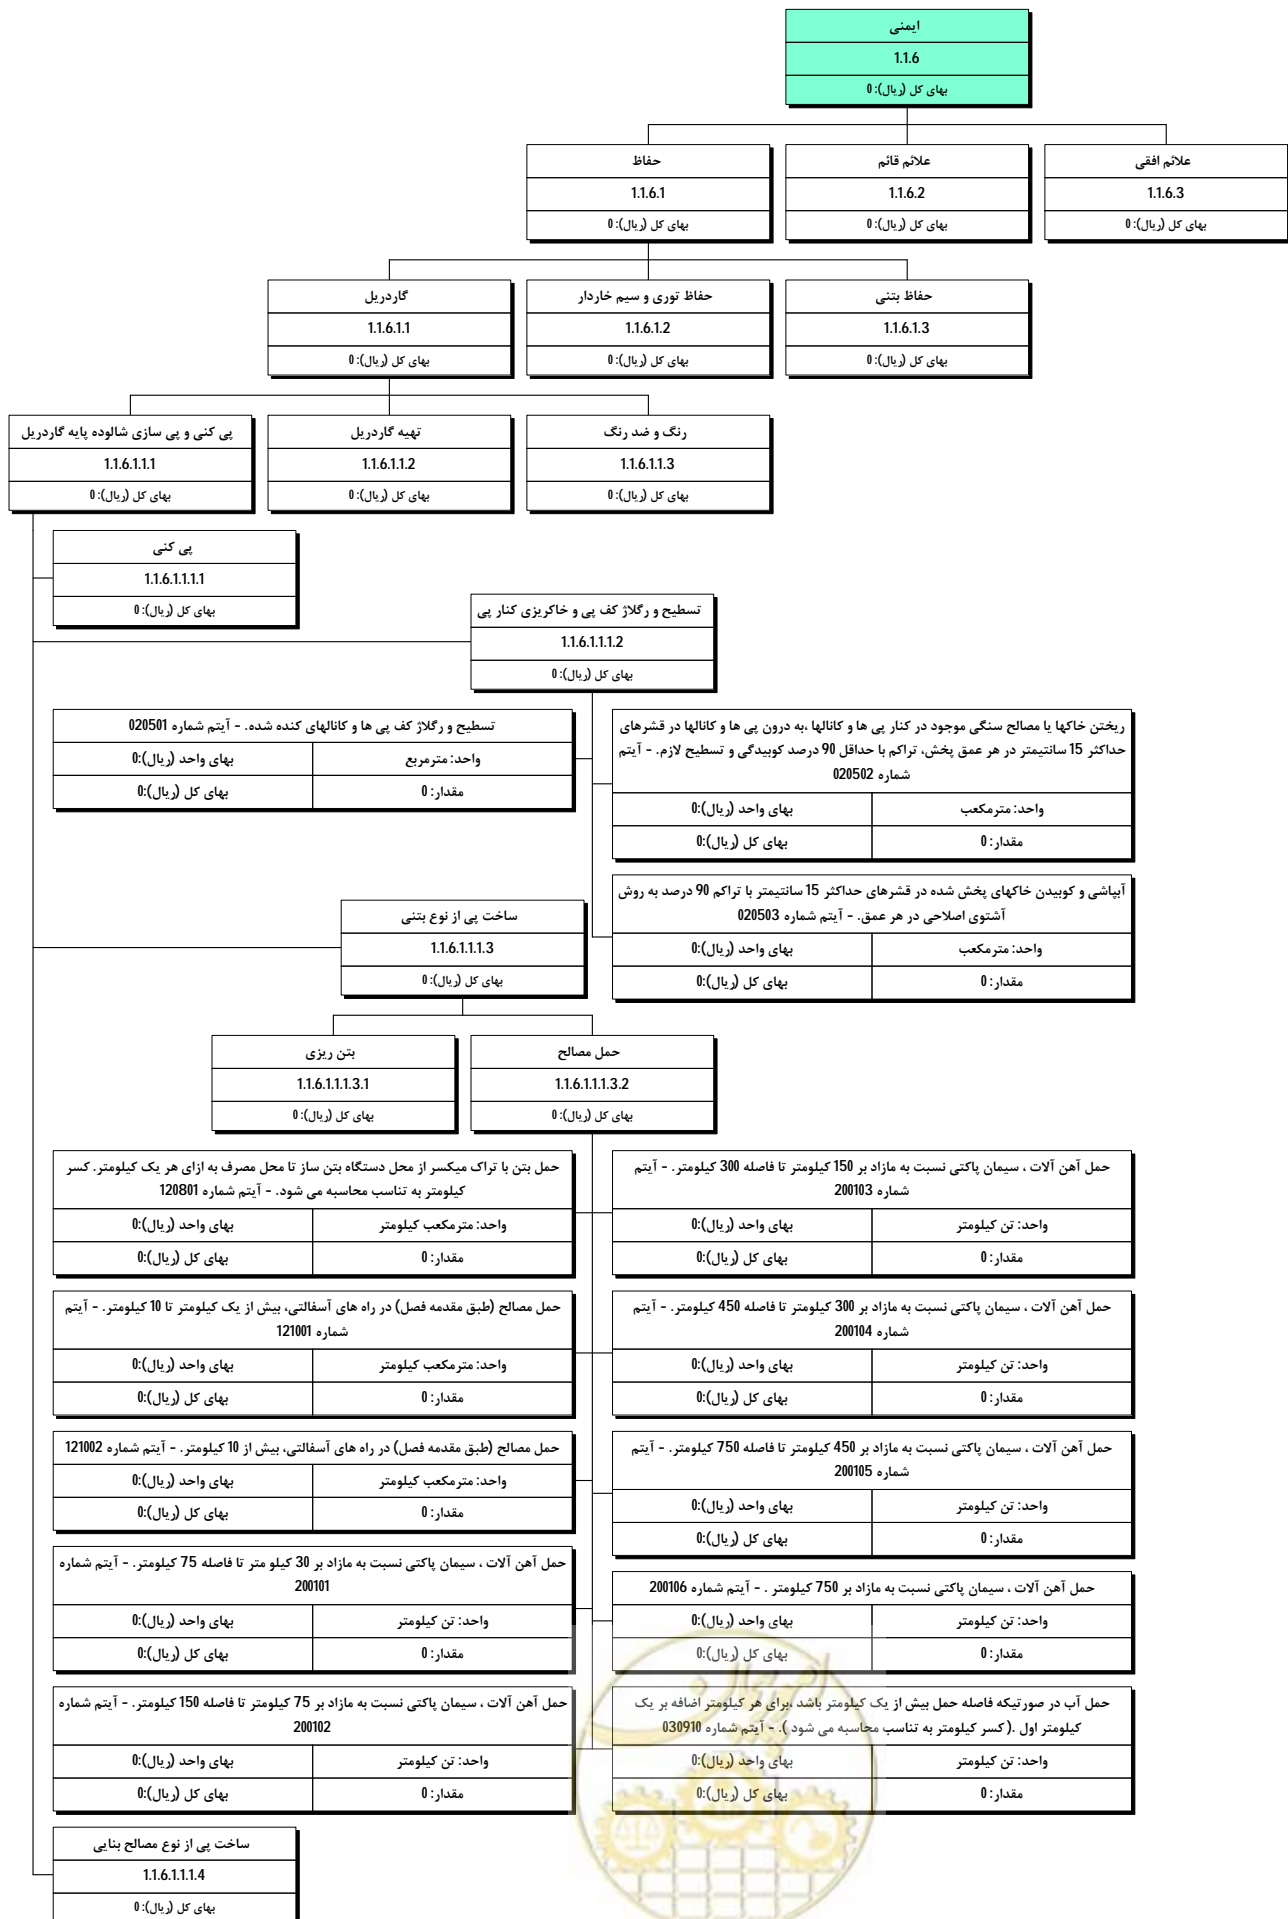 ایمنی
1.1.6
بهای کل (ریال): 0
حفاظ
1.1.6.1
بهای کل (ریال): 0
علائم قائم
1.1.6.2
بهای کل (ریال): 0
علائم افقی
1.1.6.3
بهای کل (ریال): 0
گاردریل
1.1.6.1.1
بهای کل (ریال): 0
حفاظ توری و سیم خاردار
1.1.6.1.2
بهای کل (ریال): 0
حفاظ بتنی
1.1.6.1.3
بهای کل (ریال): 0
پی کنی و پی سازی شالوده پایه گاردریل
1.1.6.1.1.1
بهای کل (ریال): 0
تهیه گاردریل
1.1.6.1.1.2
بهای کل (ریال): 0
رنگ و ضد رنگ
1.1.6.1.1.3
بهای کل (ریال): 0
پی کنی
1.1.6.1.1.1.1
بهای کل (ریال): 0
تسطیح و رگلاژ کف پی و خاکریزی کنار پی
1.1.6.1.1.1.2
بهای کل (ریال): 0
تسطیح و رگلاژ کف پی ها و کانالهای کنده شده. - آیتم شماره 020501
واحد: مترمربع
بهای واحد (ریال):0
مقدار: 0
بهای کل (ریال):0
ریختن خاکها یا مصالح سنگی موجود در کنار پی ها و کانالها ،به درون پی ها و کانالها در قشرهای
حداکثر 15 سانتیمتر در هر عمق پخش، تراکم با حداقل 90 درصد کوبیدگی و تسطیح لازم. - آیتم
شماره 020502
واحد: مترمکعب
بهای واحد (ریال):0
مقدار: 0
بهای کل (ریال):0
آبپاشی و کوبیدن خاکهای پخش شده در قشرهای حداکثر 15 سانتیمتر با تراکم 90 درصد به روش
آشتوی اصلاحی در هر عمق. - آیتم شماره 020503
واحد: مترمکعب
بهای واحد (ریال):0
مقدار: 0
بهای کل (ریال):0
ساخت پی از نوع بتنی
1.1.6.1.1.1.3
بهای کل (ریال): 0
بتن ریزی
1.1.6.1.1.1.3.1
بهای کل (ریال): 0
حمل مصالح
1.1.6.1.1.1.3.2
بهای کل (ریال): 0
حمل بتن با تراک میکسر از محل دستگاه بتن ساز تا محل مصرف به ازای هر یک کیلومتر. کسر
کیلومتر به تناسب محاسبه می شود. - آیتم شماره 120801
واحد: مترمکعب کیلومتر
بهای واحد (ریال):0
مقدار: 0
بهای کل (ریال):0
حمل آهن آلات ، سیمان پاکتی نسبت به مازاد بر 150 کیلومتر تا فاصله 300 کیلومتر. - آیتم
شماره 200103
واحد: تن کیلومتر
بهای واحد (ریال):0
مقدار: 0
بهای کل (ریال):0
حمل مصالح (طبق مقدمه فصل) در راه های آسفالتی، بیش از یک کیلومتر تا 10 کیلومتر. - آیتم
شماره 121001
واحد: مترمکعب کیلومتر
بهای واحد (ریال):0
مقدار: 0
بهای کل (ریال):0
حمل آهن آلات ، سیمان پاکتی نسبت به مازاد بر 300 کیلومتر تا فاصله 450 کیلومتر. - آیتم
شماره 200104
واحد: تن کیلومتر
بهای واحد (ریال):0
مقدار: 0
بهای کل (ریال):0
حمل مصالح (طبق مقدمه فصل) در راه های آسفالتی، بیش از 10 کیلومتر. - آیتم شماره 121002
واحد: مترمکعب کیلومتر
بهای واحد (ریال):0
مقدار: 0
بهای کل (ریال):0
حمل آهن آلات ، سیمان پاکتی نسبت به مازاد بر 450 کیلومتر تا فاصله 750 کیلومتر. - آیتم
شماره 200105
واحد: تن کیلومتر
بهای واحد (ریال):0
مقدار: 0
بهای کل (ریال):0
حمل آهن آلات ، سیمان پاکتی نسبت به مازاد بر 30 کیلو متر تا فاصله 75 کیلومتر. - آیتم شماره
200101
واحد: تن کیلومتر
بهای واحد (ریال):0
مقدار: 0
بهای کل (ریال):0
حمل آهن آلات ، سیمان پاکتی نسبت به مازاد بر 750 کیلومتر . - آیتم شماره 200106
واحد: تن کیلومتر
بهای واحد (ریال):0
مقدار: 0
بهای کل (ریال):0
حمل آهن آلات ، سیمان پاکتی نسبت به مازاد بر 75 کیلومتر تا فاصله 150 کیلومتر. - آیتم شماره
200102
واحد: تن کیلومتر
بهای واحد (ریال):0
مقدار: 0
بهای کل (ریال):0
حمل آب در صورتیکه فاصله حمل بیش از یک کیلومتر باشد ،برای هر کیلومتر اضافه بر یک
کیلومتر اول .( کسر کیلومتر به تناسب محاسبه می شود ). - آیتم شماره 030910
واحد: تن کیلومتر
بهای واحد (ریال):0
مقدار: 0
بهای کل (ریال):0
ساخت پی از نوع مصالح بنایی
1.1.6.1.1.1.4
بهای کل (ریال): 0